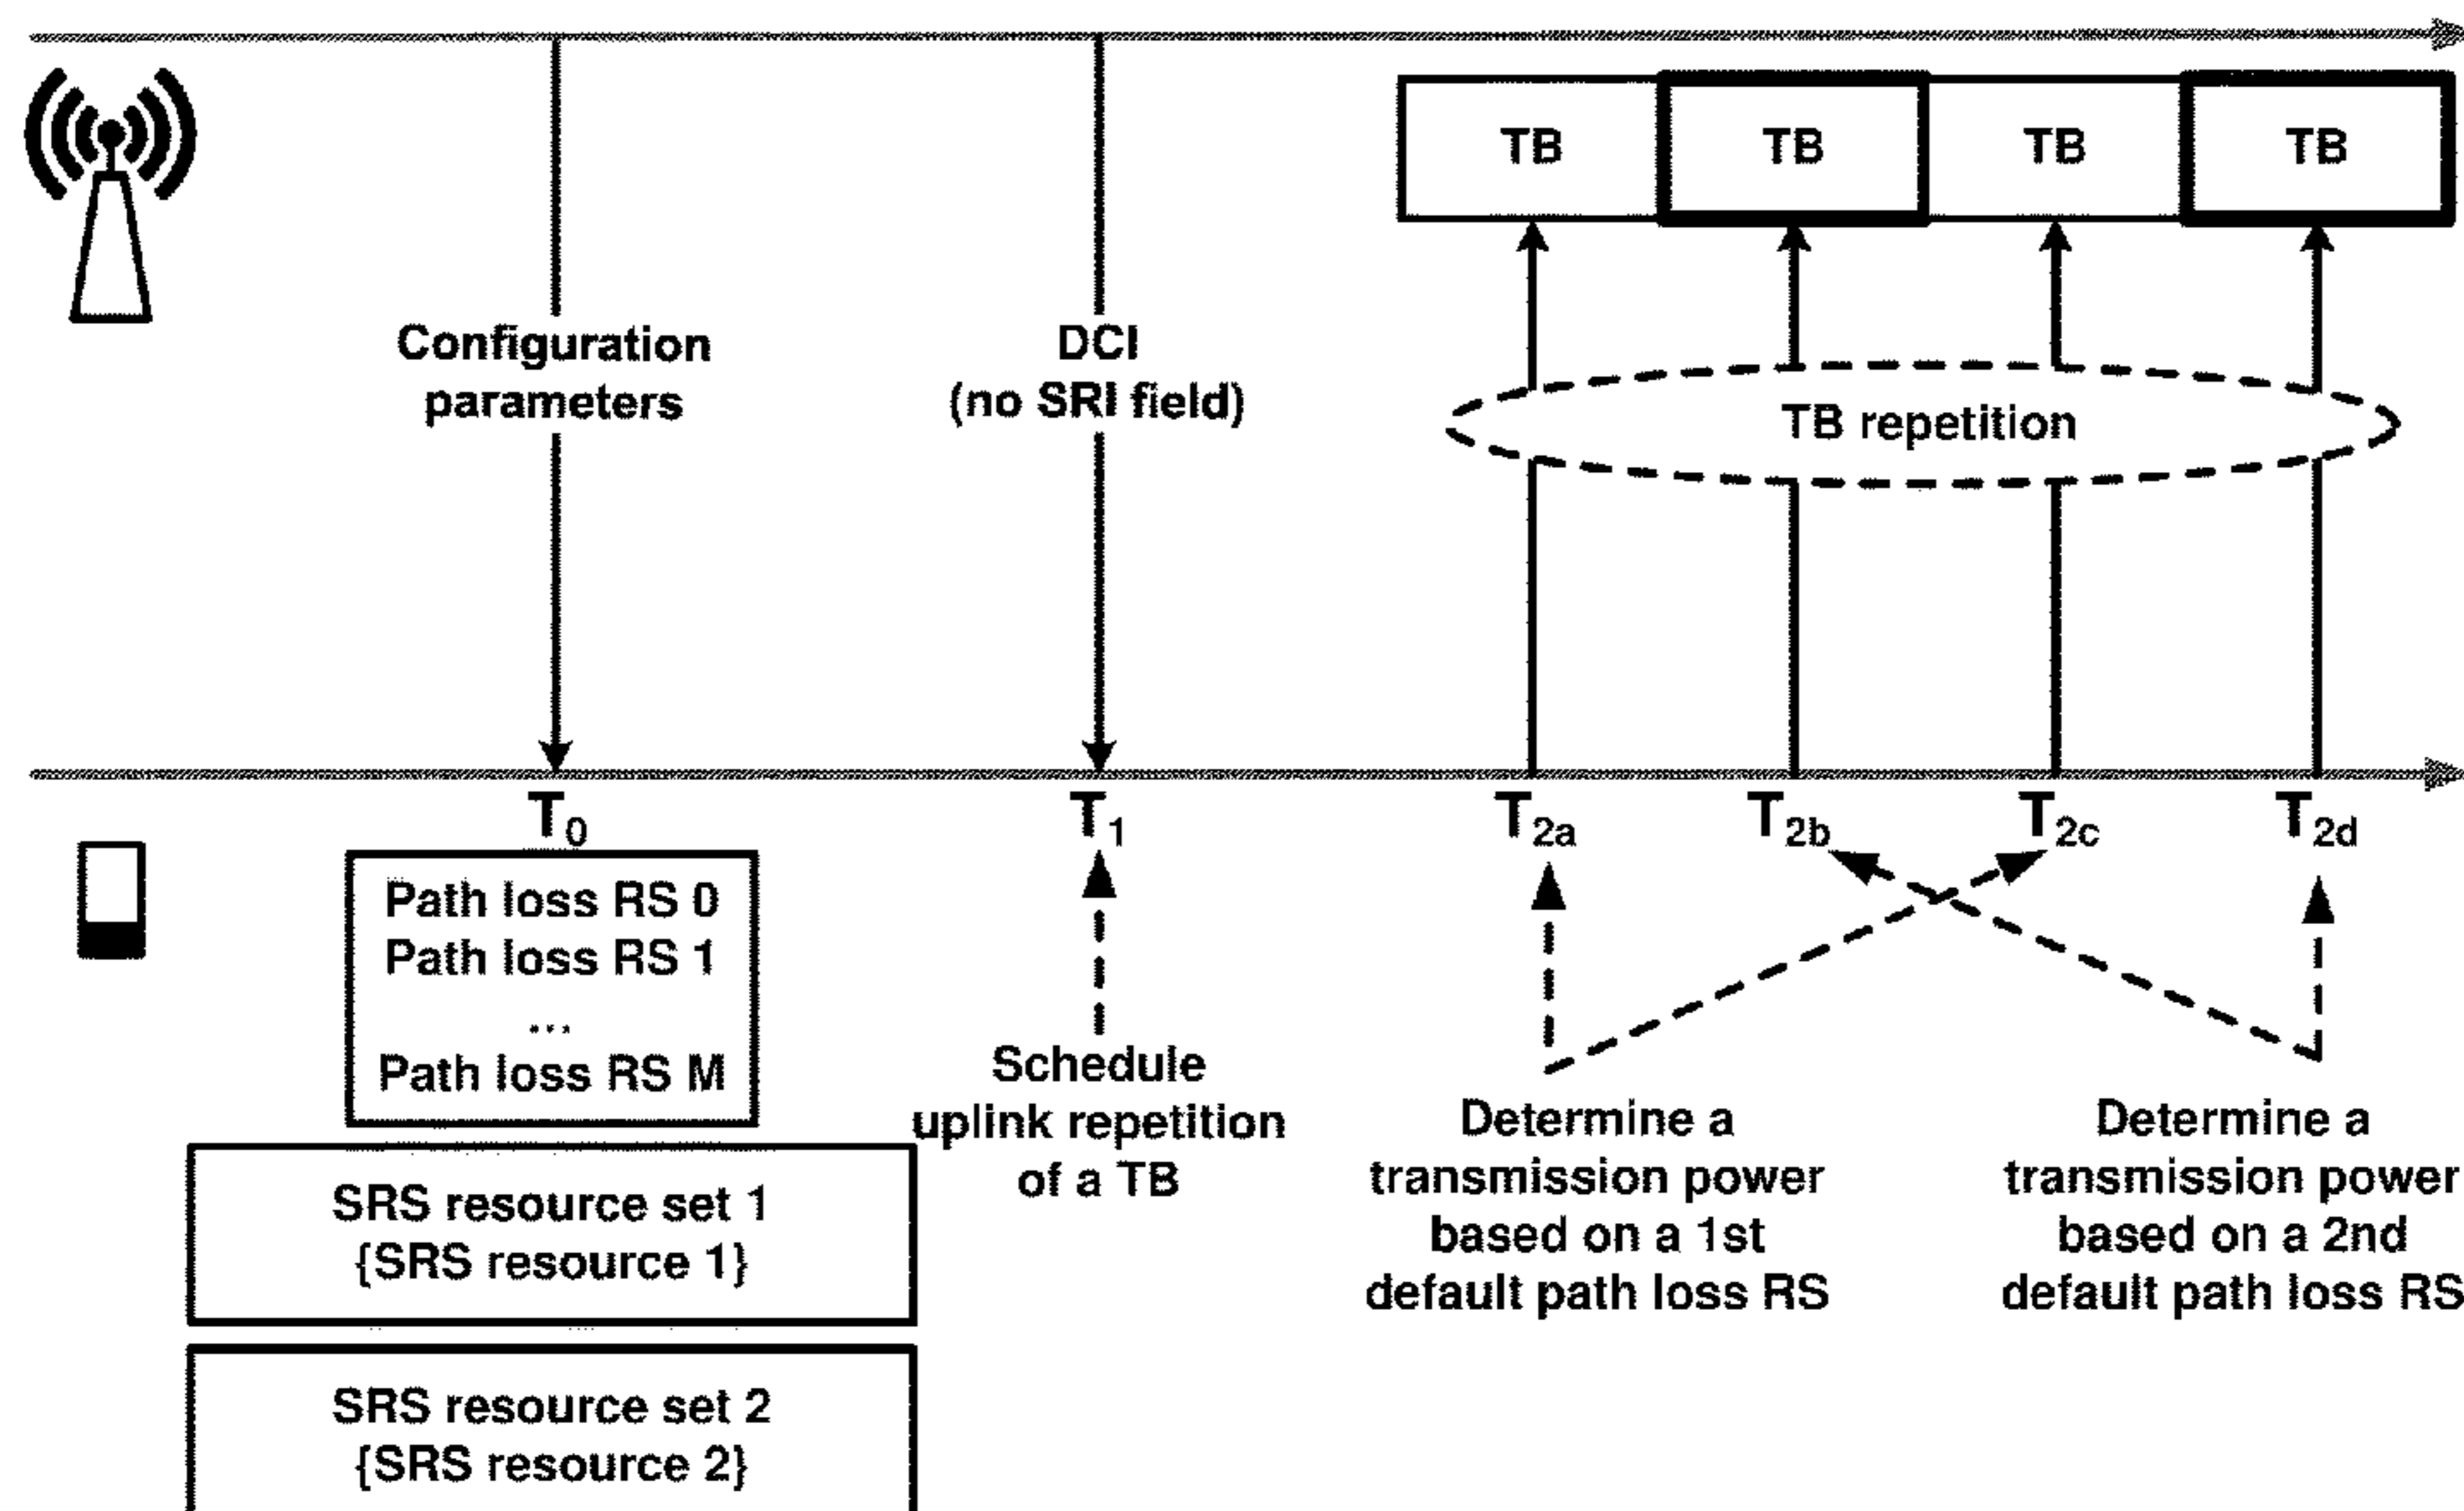 TB
TB
TB
TB
Configuration
parameters
DCI
(no SRI field)
TB repetition
T0
T1
T2a
T2b
T2c
T2d
Path loss RS 0
Path loss RS 1
...
Path loss RS M
Schedule
uplink repetition
of a TB
Determine a
transmission power
based on a 1st
default path loss RS
Determine a
transmission power
based on a 2nd
default path loss RS
SRS resource set 1
{SRS resource 1}
SRS resource set 2
{SRS resource 2}